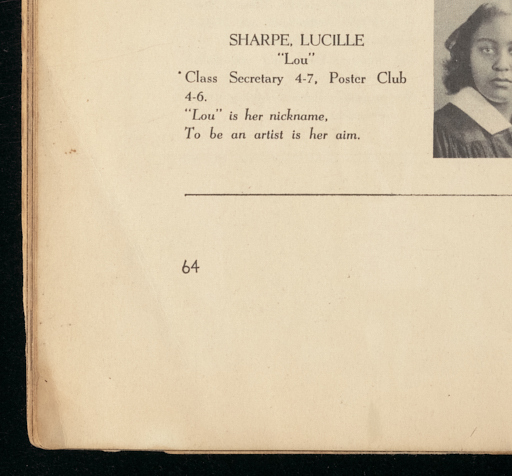 SHARPE, LUCILLE
"Lou"
Class Secretary 4-7, Poster Club
4-6.
"Lou" is her nickname,
To be an artist is her aim.
64